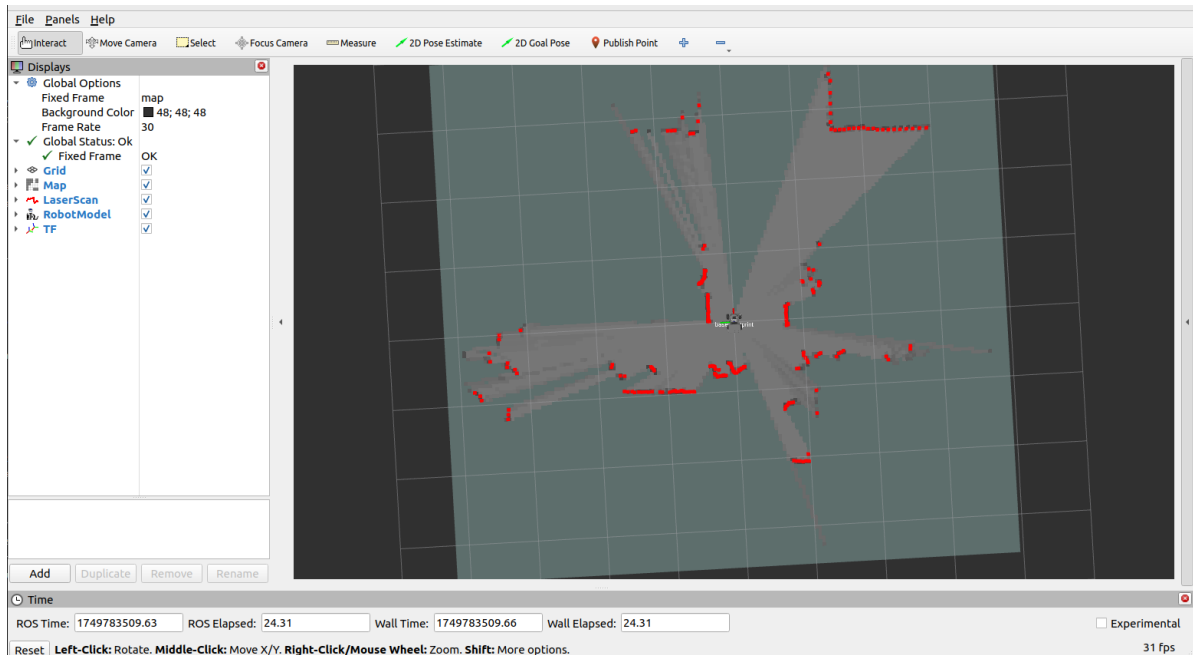 File Panels Help
Interact Move Camera Select Focus Camera Measure 2D Pose Estimate 2D Goal Pose Publish Point
Displays
Global Options
Fixed Frame map
Background Color 48; 48; 48
Frame Rate 30
Global Status: Ok
Fixed Frame OK
Grid
Map
LaserScan
RobotModel
TF
base print
Add Duplicate Remove Rename
Time
ROS Time: 1749783509.63 ROS Elapsed: 24.31 Wall Time: 1749783509.66 Wall Elapsed: 24.31 Experimental
Reset Left-Click: Rotate. Middle-Click: Move X/Y. Right-Click/Mouse Wheel: Zoom. Shift: More options. 31 fps